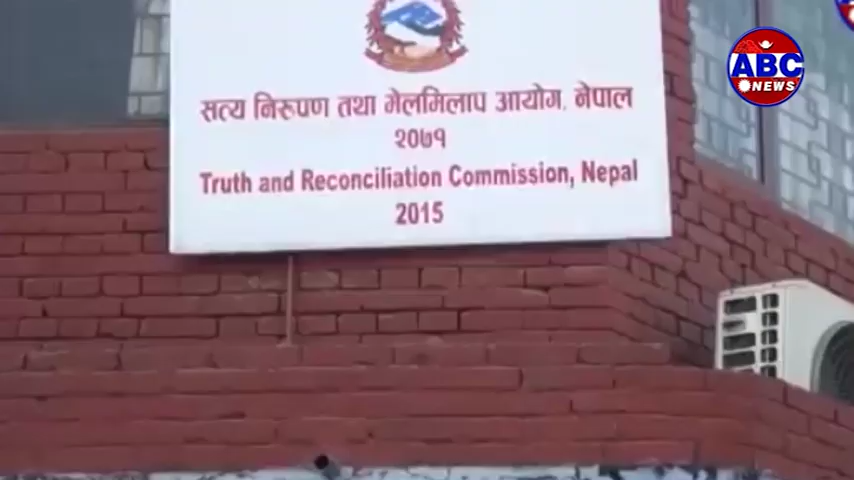 सत्य निरुपण तथा मेलमिलाप आयोग, नेपाल
२०७१
Truth and Reconciliation Commission, Nepal
2015
ABC
NEWS